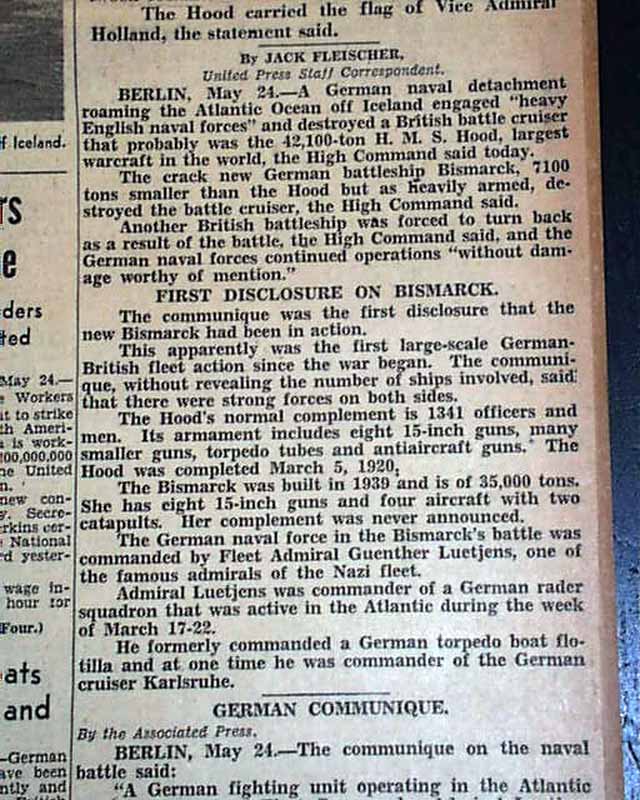 The Hood carried the flag of Vice Admiral
Holland, the statement said.
By JACK FLEISCHER,
United Press Staff Correspondent.
BERLIN, May 24.—A German naval detachment
roaming the Atlantic Ocean off Iceland engaged "heavy
English naval forces" and destroyed a British battle cruiser
that probably was the 42,100-ton H. M. S. Hood, largest
warcraft in the world, the High Command said today.
The crack new German battleship Bismarck, 7100
tons smaller than the Hood but as heavily armed, de-
stroyed the battle cruiser, the High Command said.
Another British battleship was forced to turn back
as a result of the battle, the High Command said, and the
German naval forces continued operations "without dam-
age worthy of mention."
FIRST DISCLOSURE ON BISMARCK.
The communique was the first disclosure that the
new Bismarck had been in action.
This apparently was the first large-scale German-
British fleet action since the war began. The communi-
que, without revealing the number of ships involved, said
that there were strong forces on both sides.
The Hood's normal complement is 1341 officers and
men. Its armament includes eight 15-inch guns, many
smaller guns, torpedo tubes and antiaircraft guns. The
Hood was completed March 5, 1920.
The Bismarck was built in 1939 and is of 35,000 tons.
She has eight 15-inch guns and four aircraft with two
catapults. Her complement was never announced.
The German naval force in the Bismarck's battle was
commanded by Fleet Admiral Guenther Luetjens, one of
the famous admirals of the Nazi fleet.
Admiral Luetjens was commander of a German rader
squadron that was active in the Atlantic during the week
of March 17-22.
He formerly commanded a German torpedo boat flo-
tilla and at one time he was commander of the German
cruiser Karlsruhe.
GERMAN COMMUNIQUE.
By the Associated Press.
BERLIN, May 24.—The communique on the naval
battle said:
"A German fighting unit operating in the Atlantic
f Iceland.
rs
e
ders
ted
May 24.—
Workers
t to strike
th Ameri-
is work-
00,000,000
he United
n.
new con-
y. Secre-
rkins cer-
National
rd yester-
wage in-
hour for
Four.)
ats
and
—German
ave been
ntly and